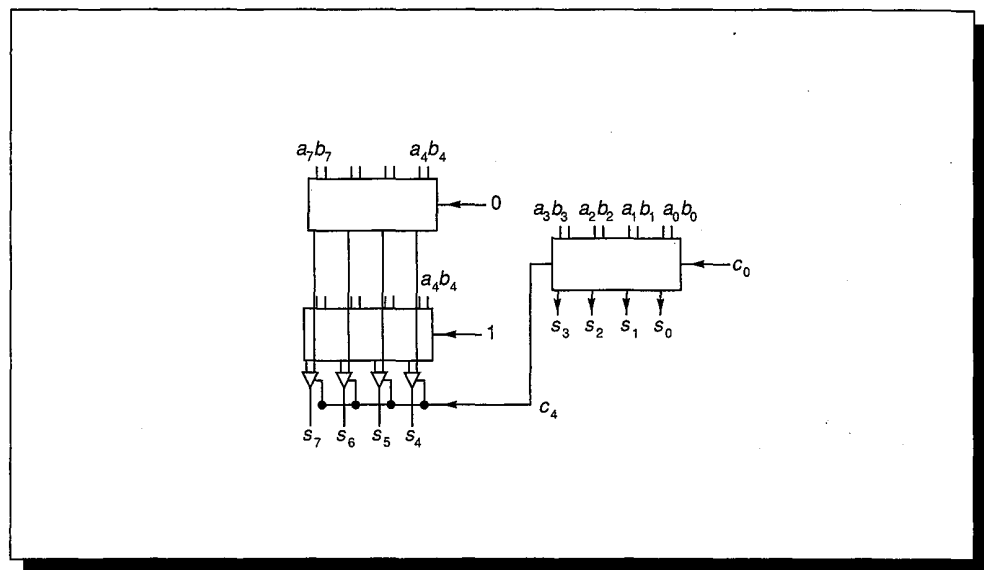 a₇b₇ a₄b₄
0
a₃b₃ a₂b₂ a₁b₁ a₀b₀
c₀
a₄b₄
s₃ s₂ s₁ s₀
1
c₄
s₇ s₆ s₅ s₄